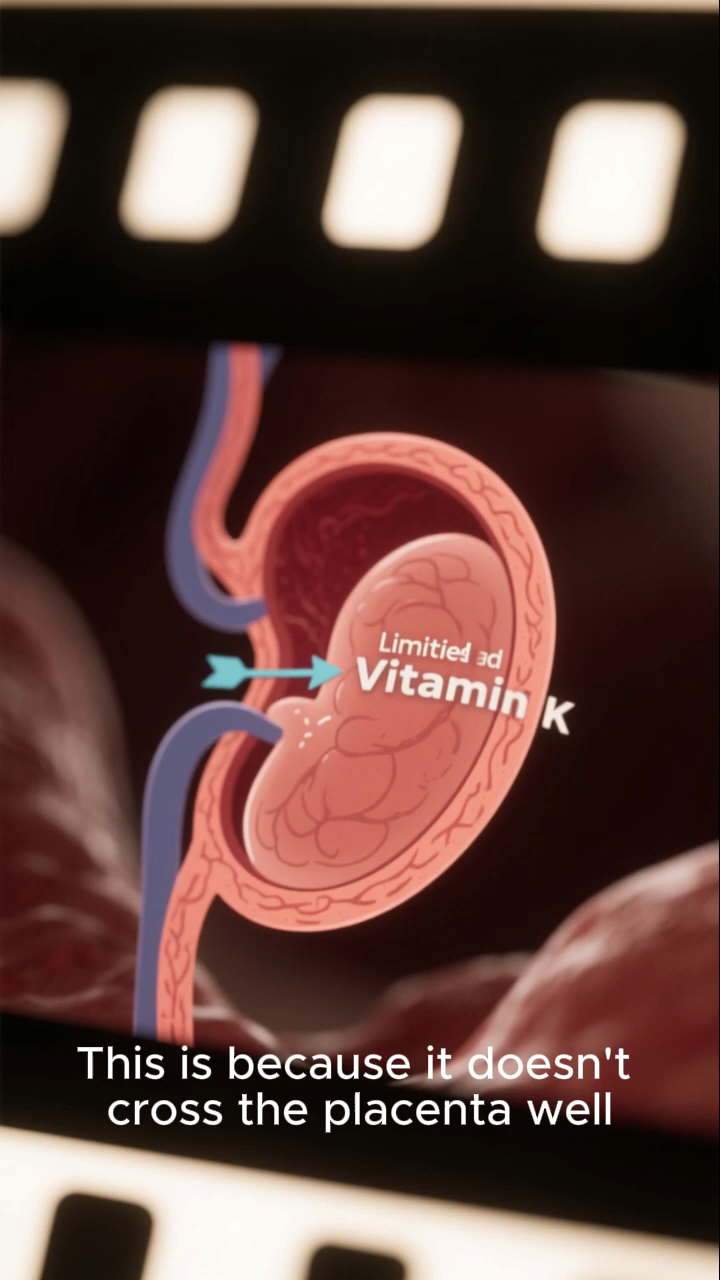 Limitied ad
Vitamin K
This is because it doesn't
cross the placenta well